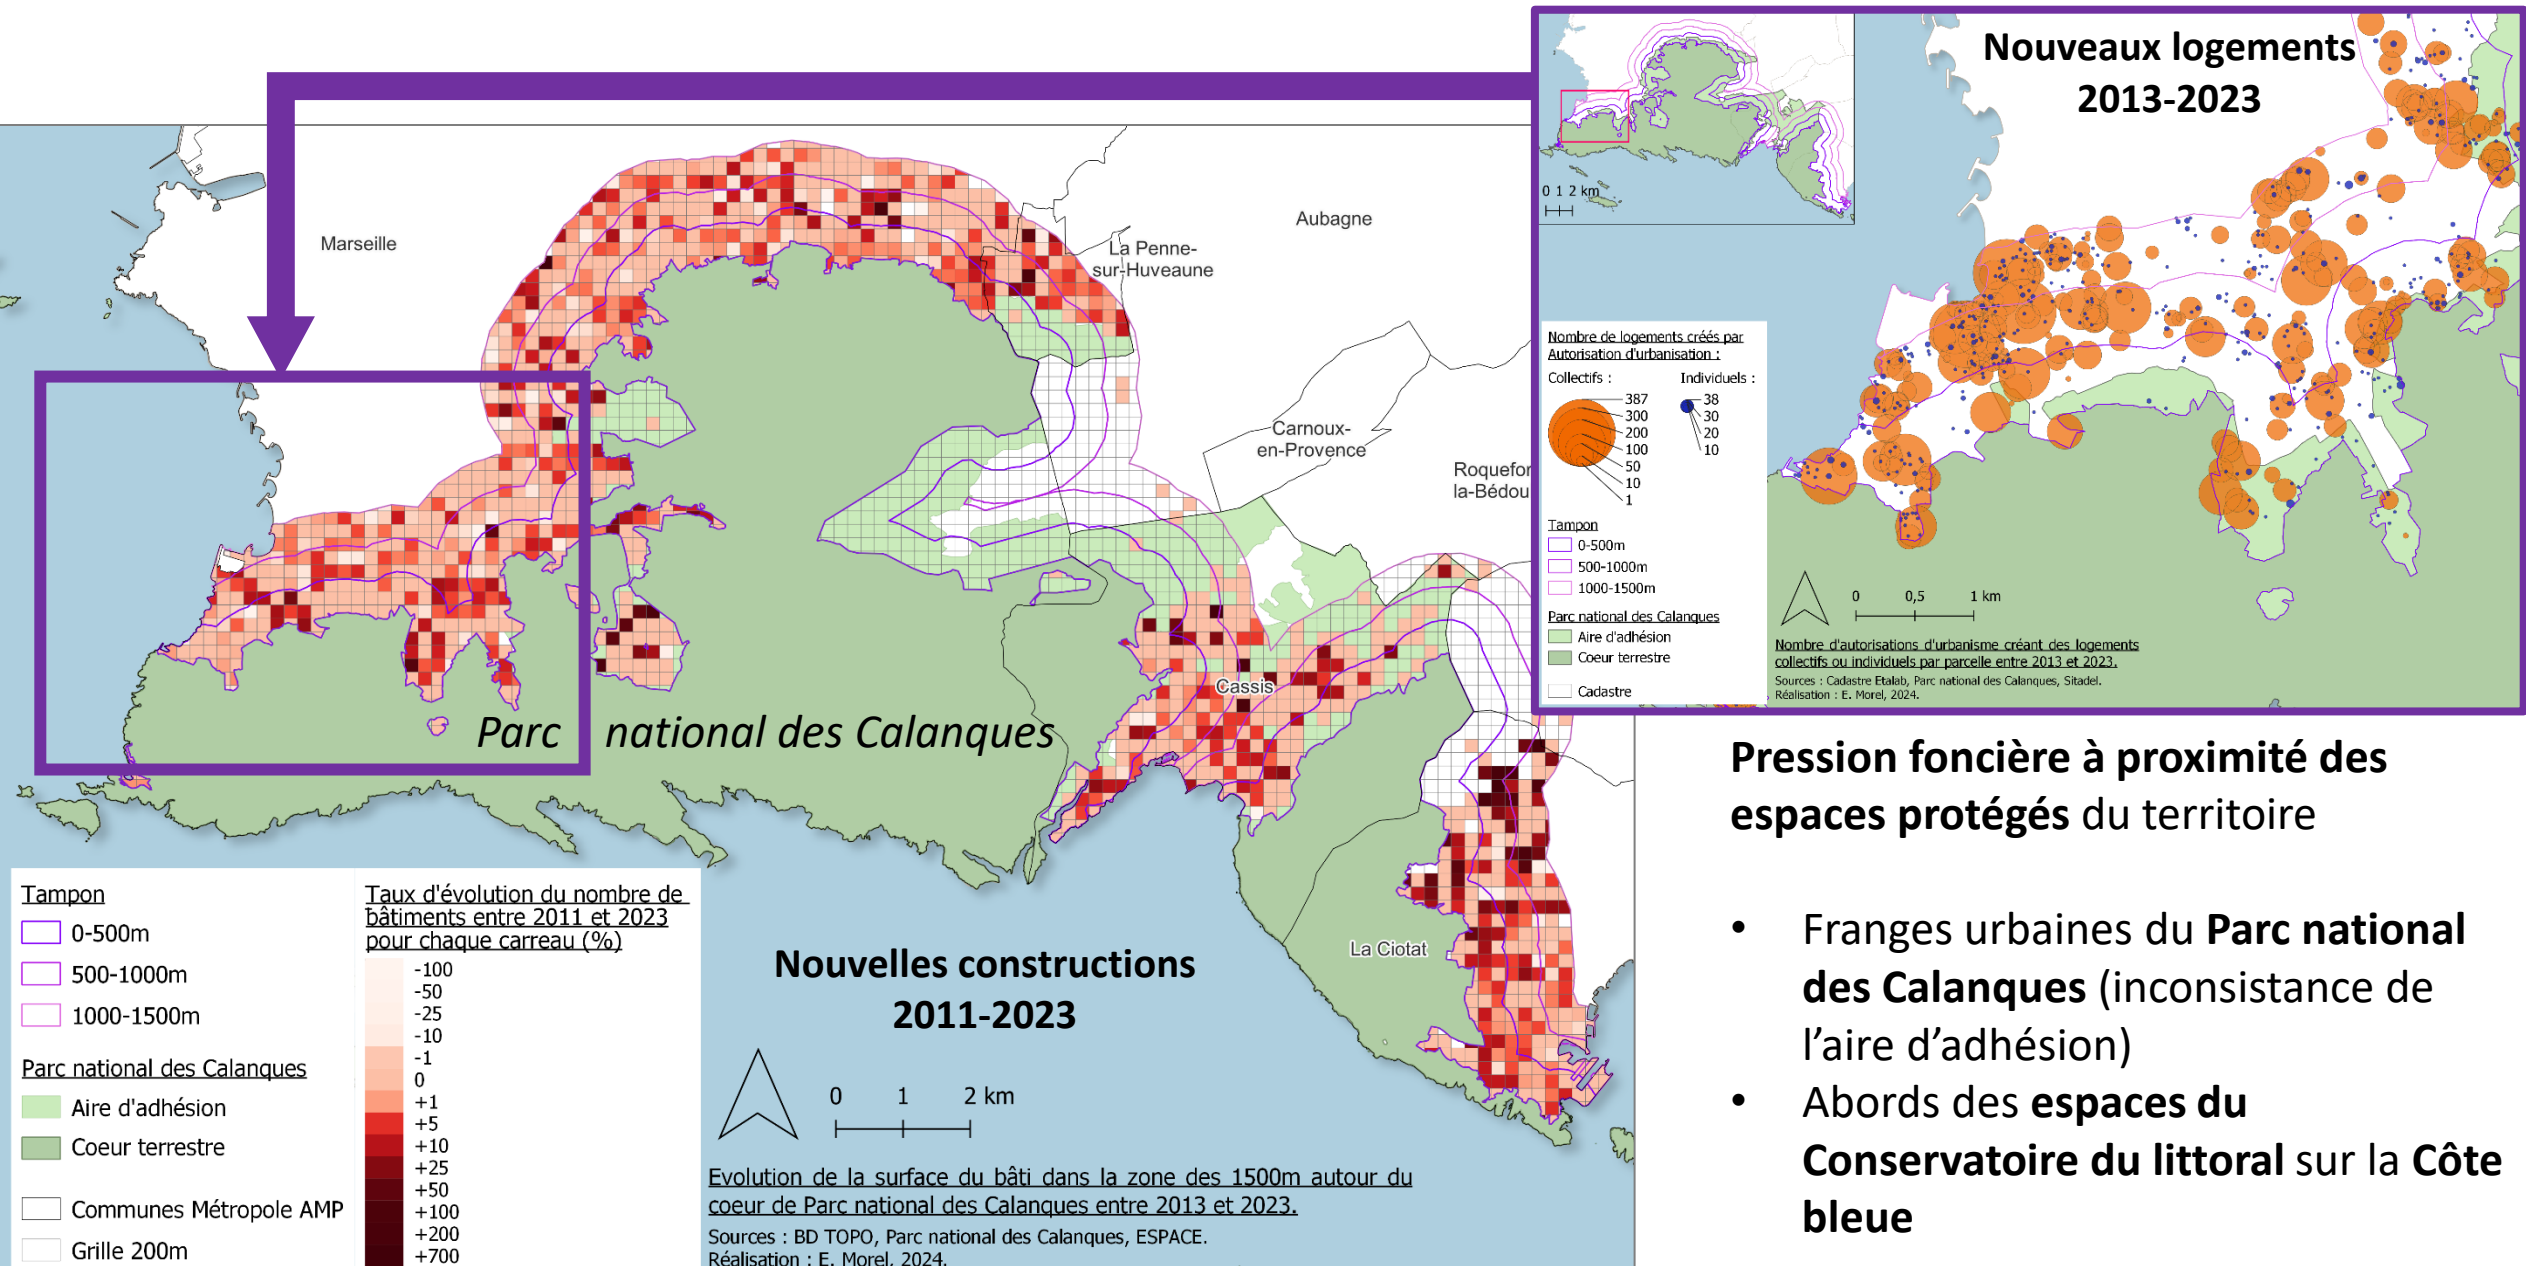 Nouveaux logements
2013-2023
0 1 2 km
Nombre de logements créés par
Autorisation d'urbanisation :
Collectifs :
Individuels :
387
300
200
100
50
10
1
38
30
20
10
Tampon
0-500m
500-1000m
1000-1500m
Parc national des Calanques
Aire d'adhésion
Coeur terrestre
Cadastre
0 0,5 1 km
Nombre d'autorisations d'urbanisme créant des logements
collectifs ou individuels par parcelle entre 2013 et 2023.
Sources : Cadastre Etalab, Parc national des Calanques, Sitadel.
Réalisation : E. Morel, 2024.
Marseille
Aubagne
La Penne-
sur-Huveaune
Carnoux-
en-Provence
Roquefor
la-Bédou
Cassis
La Ciotat
Parc national des Calanques
Tampon
0-500m
500-1000m
1000-1500m
Parc national des Calanques
Aire d'adhésion
Coeur terrestre
Communes Métropole AMP
Grille 200m
Taux d'évolution du nombre de
bâtiments entre 2011 et 2023
pour chaque carreau (%)
-100
-50
-25
-10
-1
0
+1
+5
+10
+25
+50
+100
+200
+700
Nouvelles constructions
2011-2023
0 1 2 km
Evolution de la surface du bâti dans la zone des 1500m autour du
coeur de Parc national des Calanques entre 2013 et 2023.
Sources : BD TOPO, Parc national des Calanques, ESPACE.
Réalisation : E. Morel, 2024.
Pression foncière à proximité des
espaces protégés du territoire
• Franges urbaines du Parc national
des Calanques (inconsistance de
l’aire d’adhésion)
• Abords des espaces du
Conservatoire du littoral sur la Côte
bleue